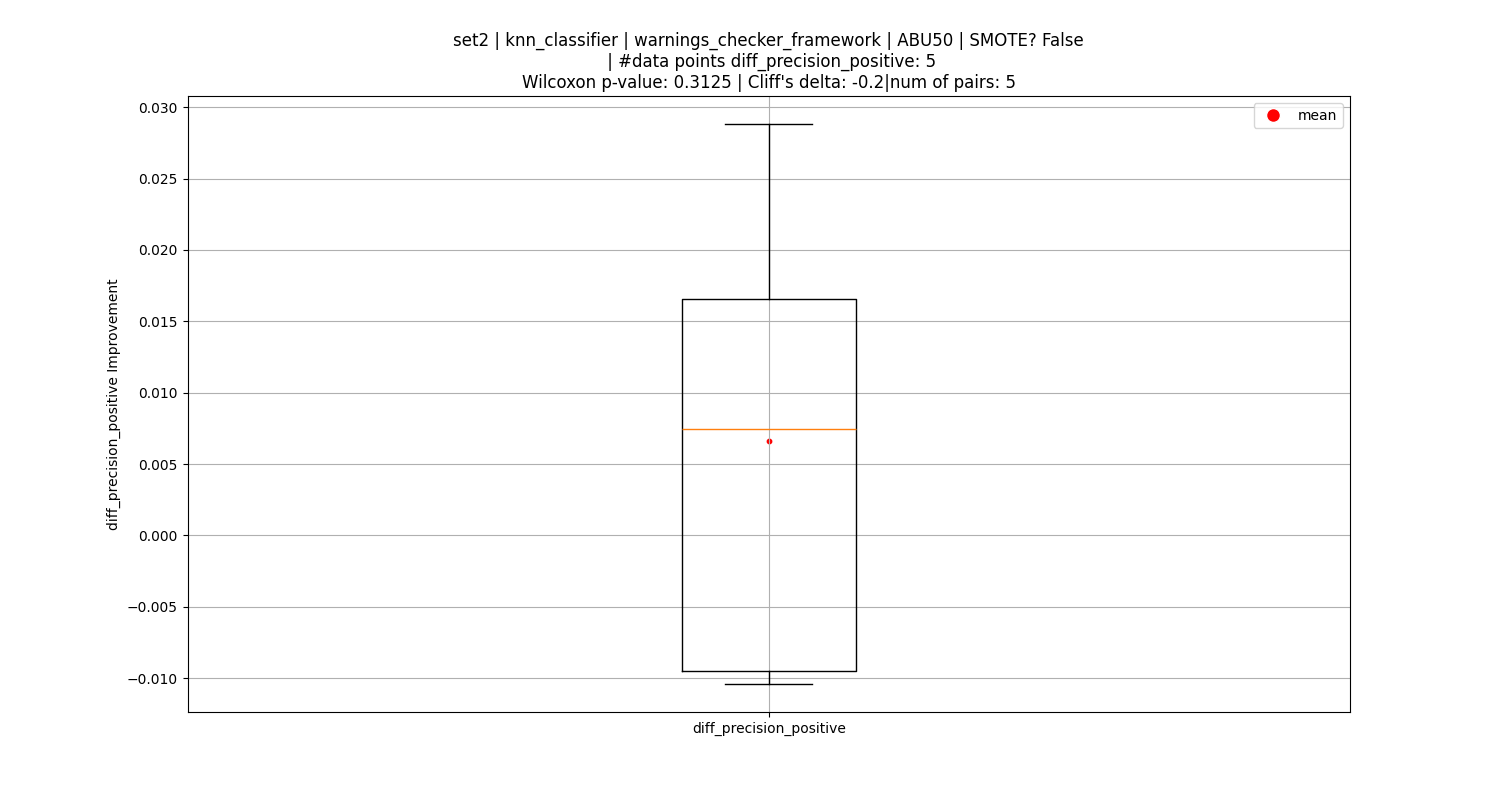 set2 | knn_classifier | warnings_checker_framework | ABU50 | SMOTE? False
| #data points diff_precision_positive: 5
Wilcoxon p-value: 0.3125 | Cliff's delta: -0.2|num of pairs: 5
mean
0.030
0.025
0.020
0.015
0.010
0.005
0.000
−0.005
−0.010
diff_precision_positive Improvement
diff_precision_positive